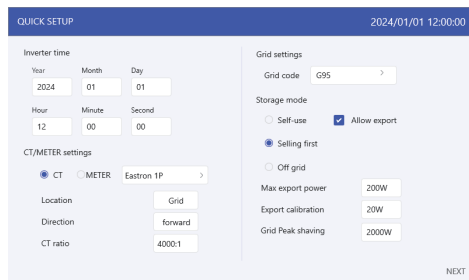 QUICK SETUP 2024/01/01 12:00:00
Inverter time
Year Month Day
2024 01 01
Hour Minute Second
12 00 00
CT/METER settings
CT METER Eastron 1P >
Location Grid
Direction forward
CT ratio 4000:1
Grid settings
Grid code G95 >
Storage mode
Self-use Allow export
Selling first
Off grid
Max export power 200W
Export calibration 20W
Grid Peak shaving 2000W
NEXT